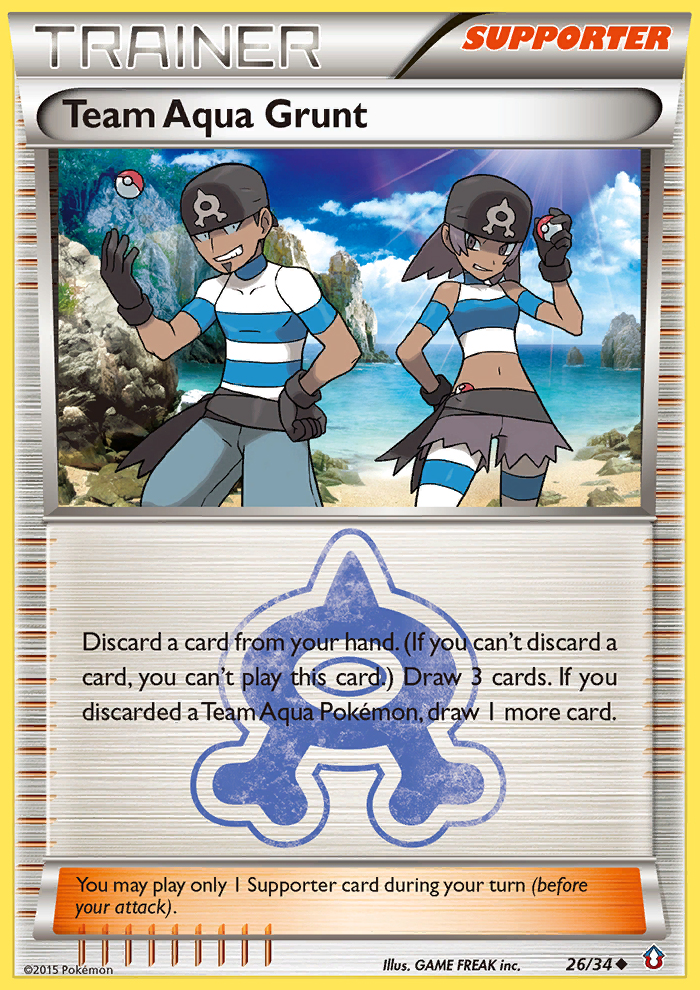 TRAINER
SUPPORTER
Team Aqua Grunt
Discard a card from your hand. (If you can't discard a
card, you can't play this card.) Draw 3 cards. If you
discarded a Team Aqua Pokémon, draw 1 more card.
You may play only 1 Supporter card during your turn (before
your attack).
©2015 Pokémon
Illus. GAME FREAK inc.
26/34